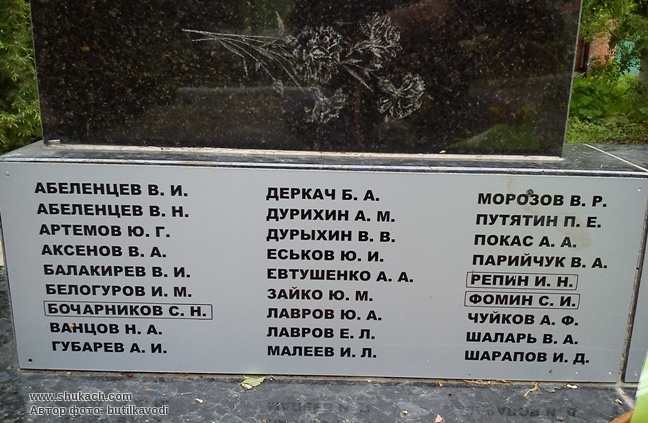 АБЕЛЕНЦЕВ В. И.
АБЕЛЕНЦЕВ В. Н.
АРТЕМОВ Ю. Г.
АКСЕНОВ В. А.
БАЛАКИРЕВ В. И.
БЕЛОГУРОВ И. М.
БОЧАРНИКОВ С. Н.
ВАНЦОВ Н. А.
ГУБАРЕВ А. И.
ДЕРКАЧ Б. А.
ДУРИХИН А. М.
ДУРЫХИН В. В.
ЕСЬКОВ Ю. И.
ЕВТУШЕНКО А. А.
ЗАЙКО Ю. М.
ЛАВРОВ Ю. А.
ЛАВРОВ Е. Л.
МАЛЕЕВ И. Л.
МОРОЗОВ В. Р.
ПУТЯТИН П. Е.
ПОКАС А. А.
ПАРИЙЧУК В. А.
РЕПИН И. Н.
ФОМИН С. И.
ЧУЙКОВ А. Ф.
ШАЛАРЬ В. А.
ШАРАПОВ И. Д.
www.shukach.com
Автор фото: butilkavodi